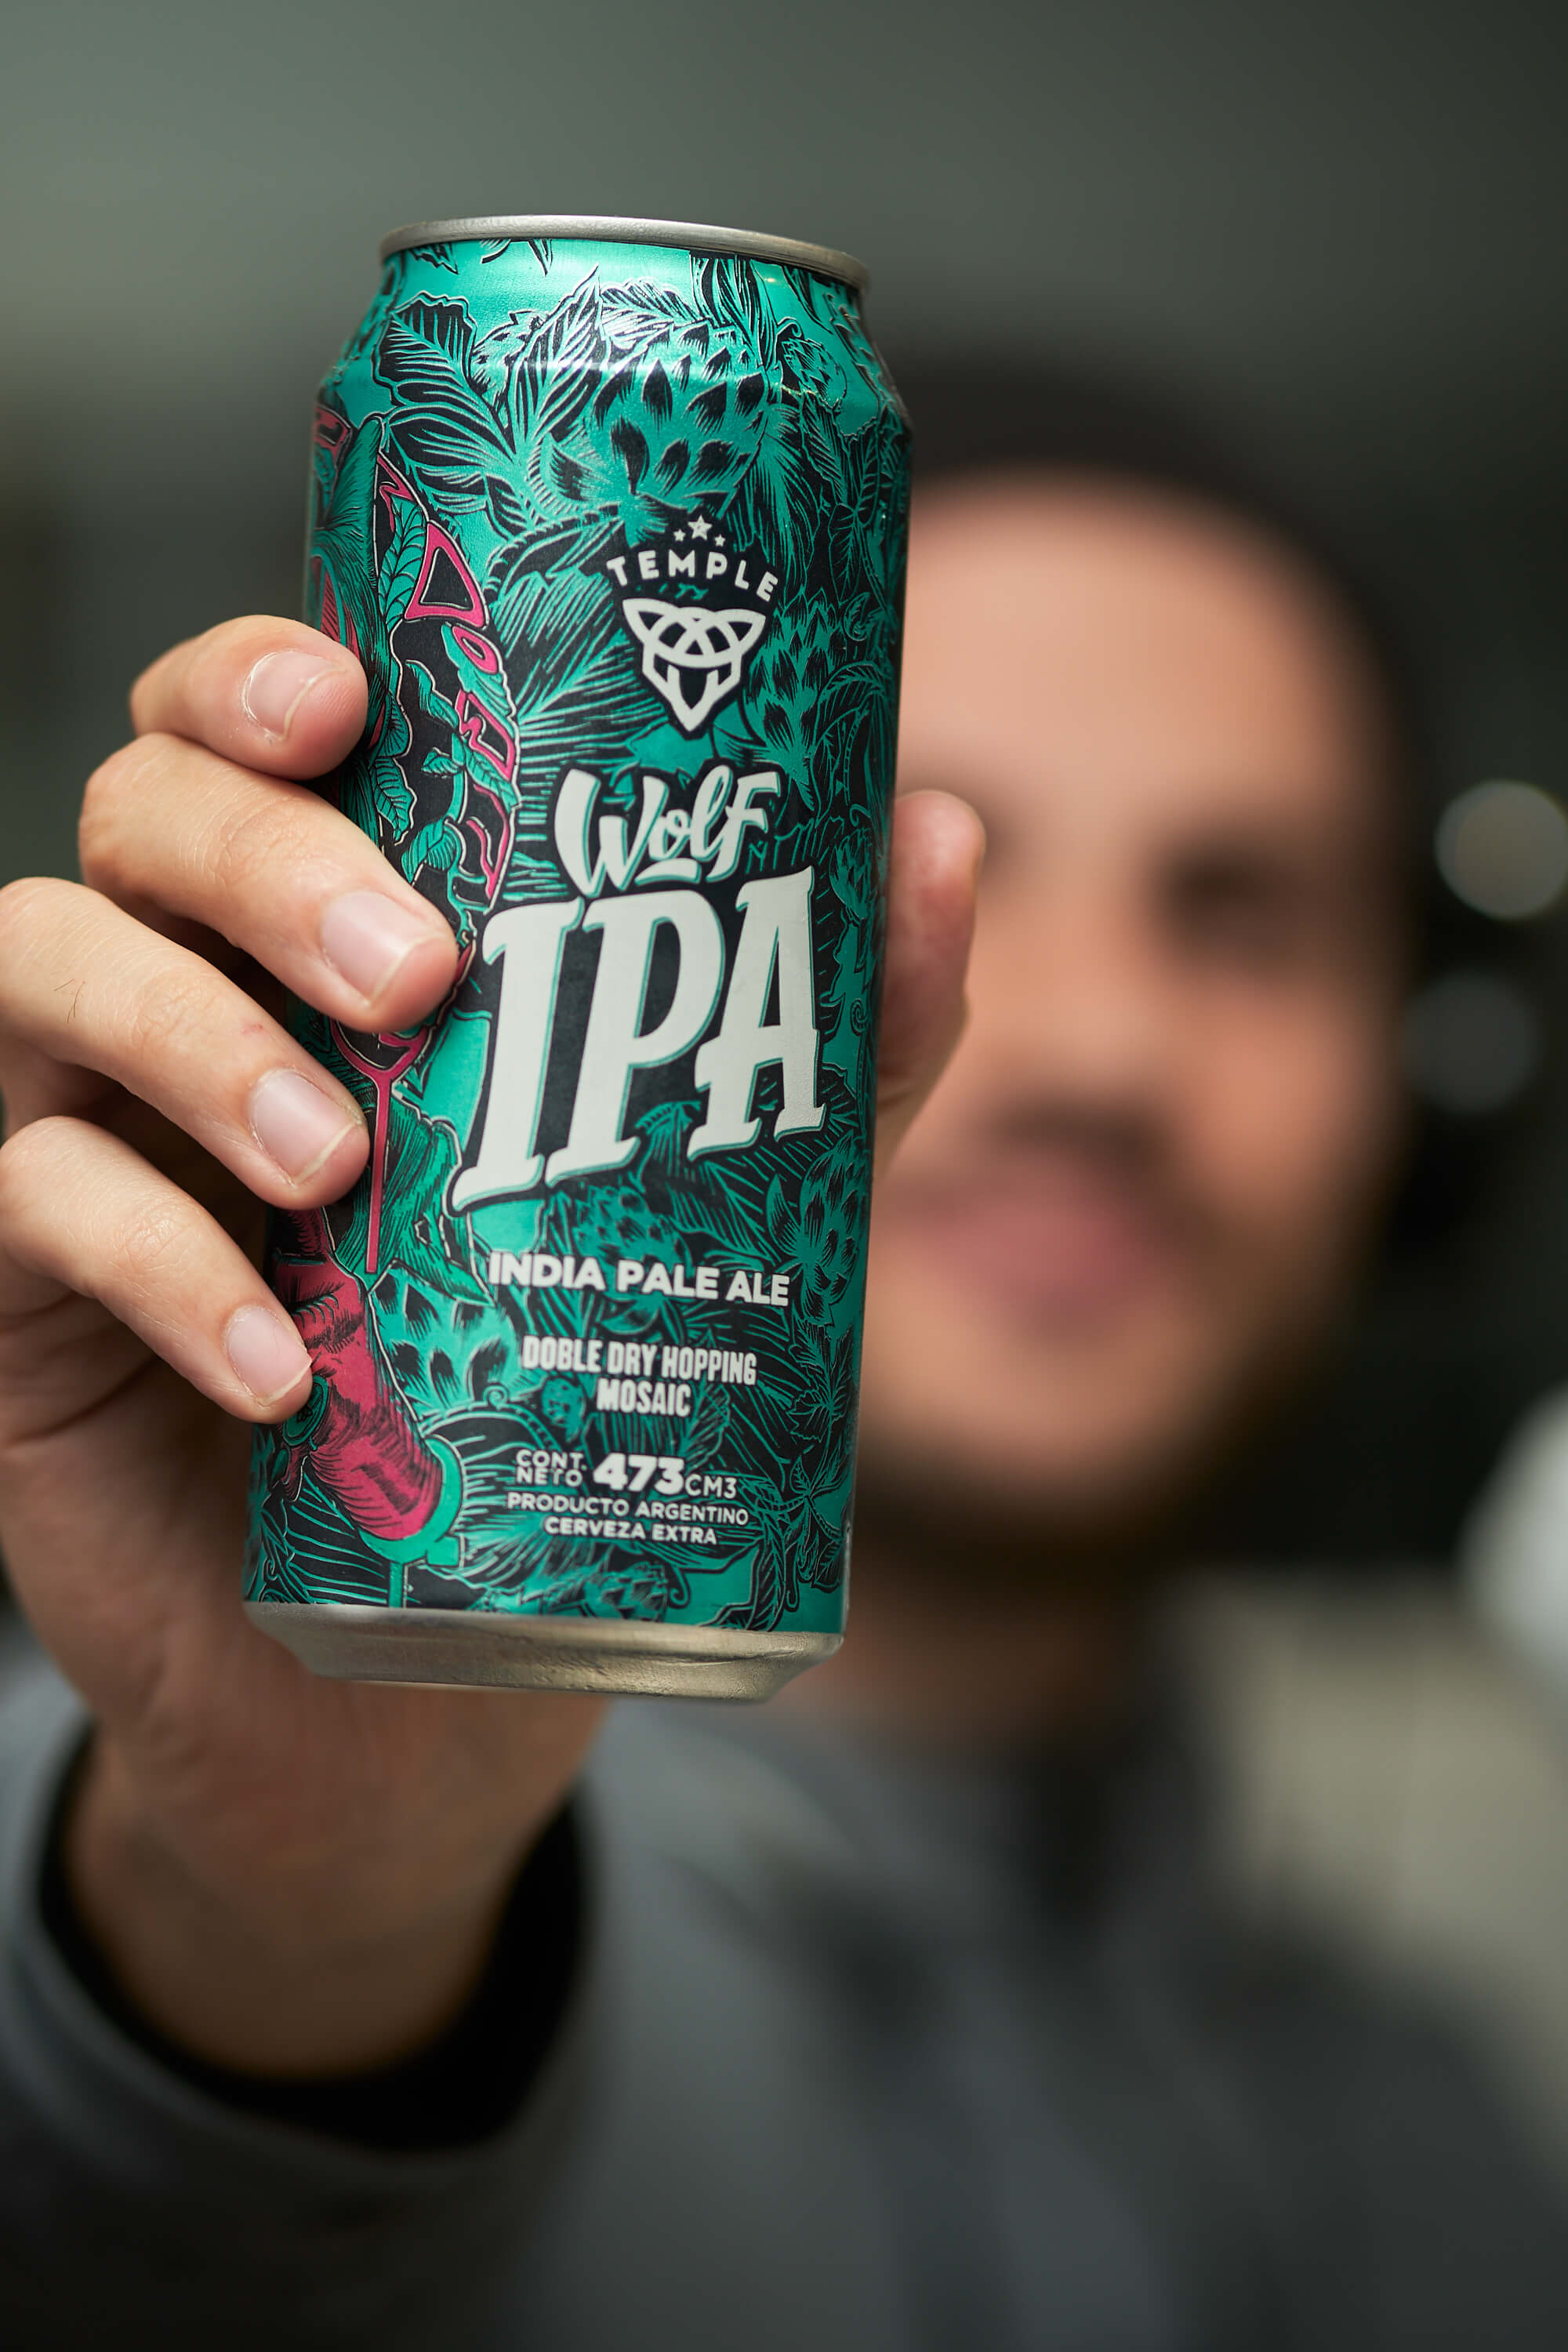 TEMPLE
Wolf
IPA
INDIA PALE ALE
DOBLE DRY HOPPING
MOSAIC
CONT.
NETO 473CM3
PRODUCTO ARGENTINO
CERVEZA EXTRA